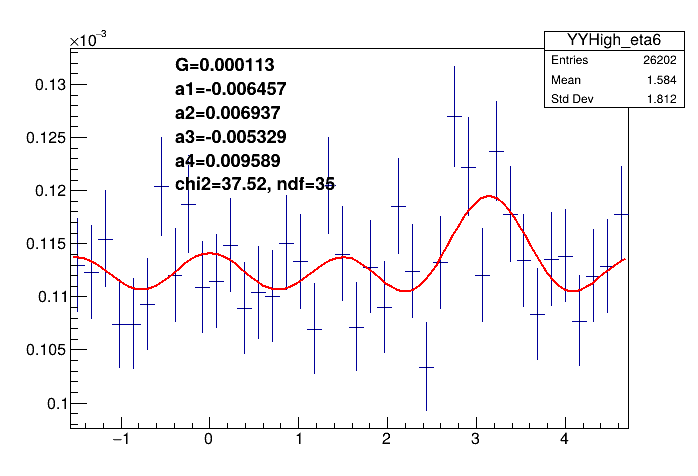 YYHigh_eta6
Entries 26202
Mean 1.584
Std Dev 1.812
×10⁻³
G=0.000113
a1=-0.006457
a2=0.006937
a3=-0.005329
a4=0.009589
chi2=37.52, ndf=35
0.13
0.125
0.12
0.115
0.11
0.105
0.1
−1 0 1 2 3 4